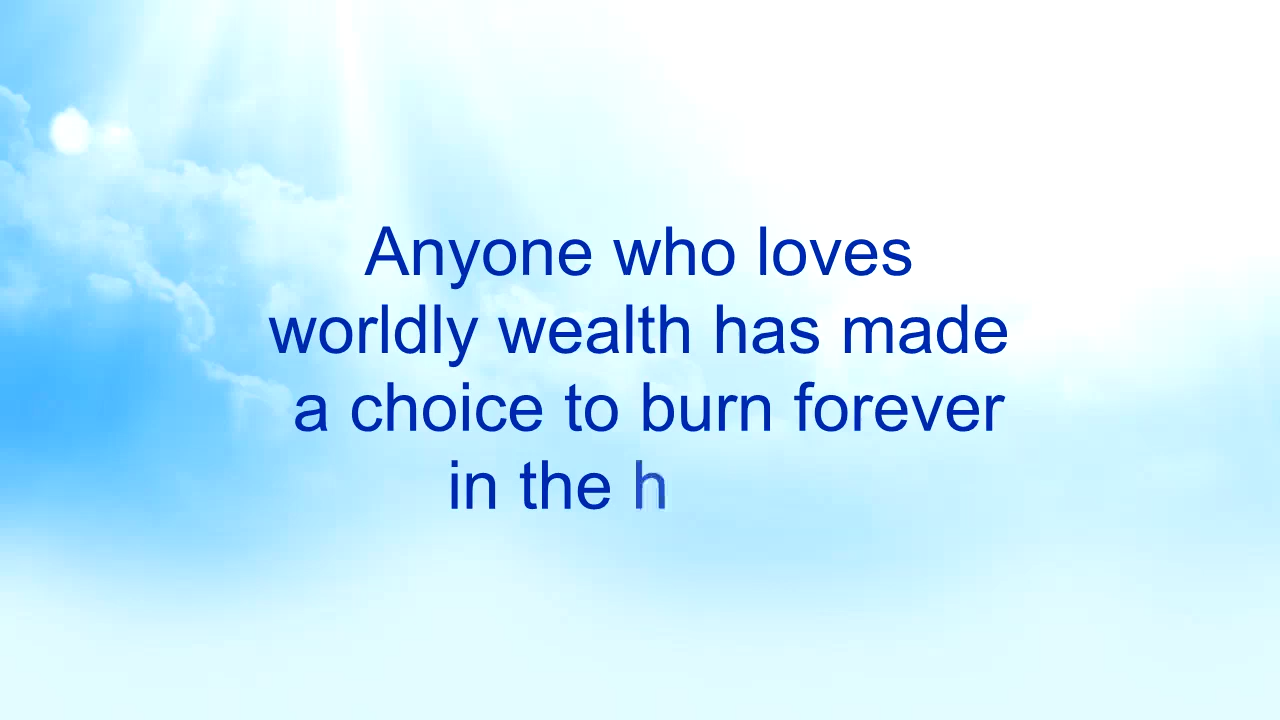 Anyone who loves
worldly wealth has made
a choice to burn forever
in the h